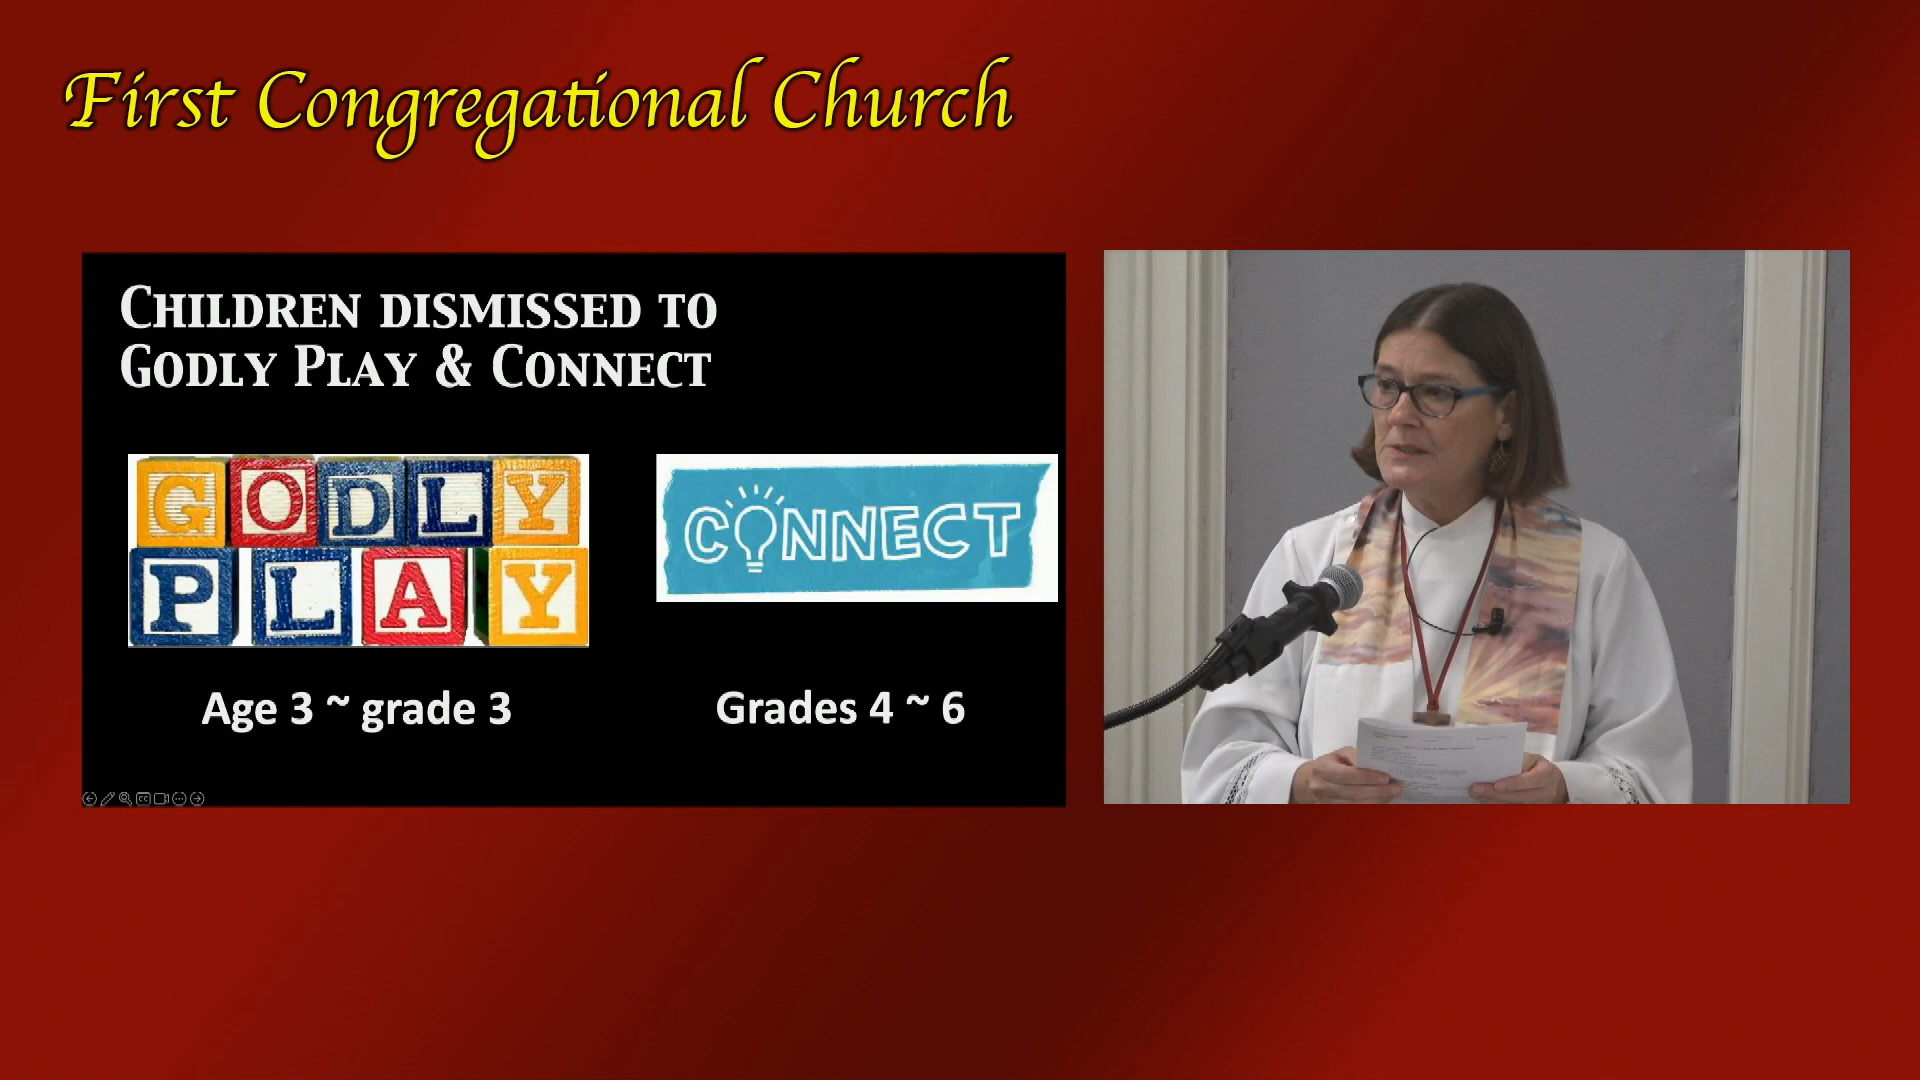 First Congregational Church
Children dismissed to
Godly Play & Connect
GODLY
PLAY
CONNECT
Age 3 ~ grade 3
Grades 4 ~ 6